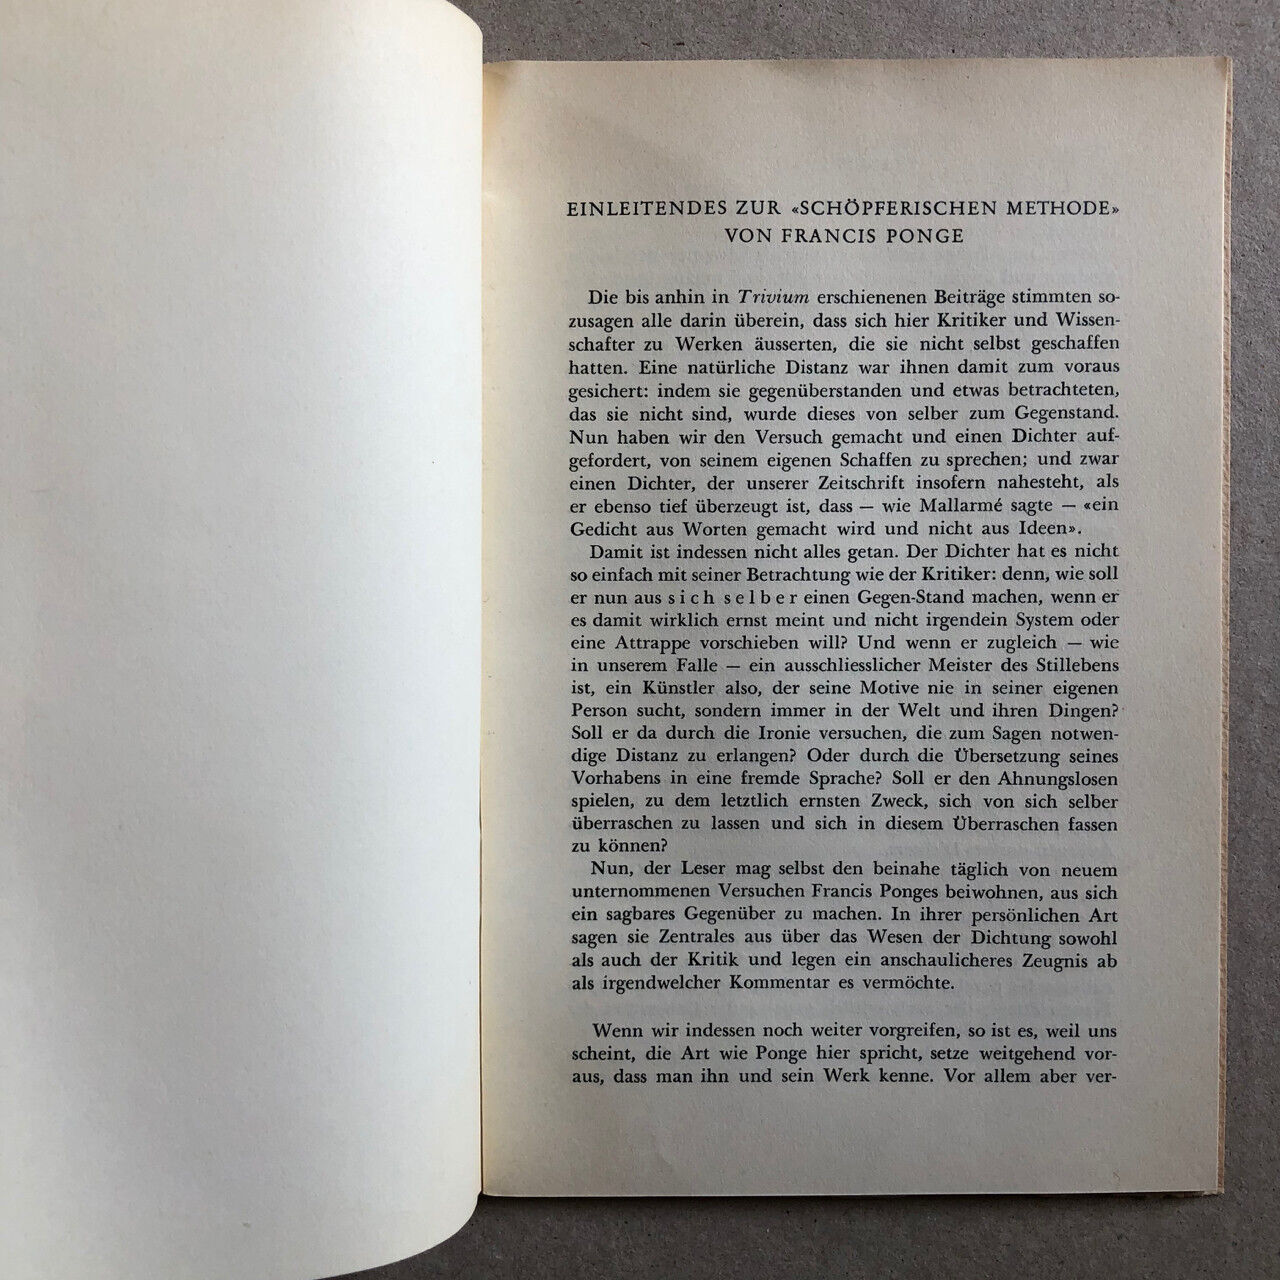 EINLEITENDES ZUR «SCHÖPFERISCHEN METHODE»
VON FRANCIS PONGE
Die bis anhin in Trivium erschienenen Beiträge stimmten so-
zusagen alle darin überein, dass sich hier Kritiker und Wissen-
schafter zu Werken äusserten, die sie nicht selbst geschaffen
hatten. Eine natürliche Distanz war ihnen damit zum voraus
gesichert: indem sie gegenüberstanden und etwas betrachteten,
das sie nicht sind, wurde dieses von selber zum Gegenstand.
Nun haben wir den Versuch gemacht und einen Dichter auf-
gefordert, von seinem eigenen Schaffen zu sprechen; und zwar
einen Dichter, der unserer Zeitschrift insofern nahesteht, als
er ebenso tief überzeugt ist, dass — wie Mallarmé sagte — «ein
Gedicht aus Worten gemacht wird und nicht aus Ideen».
Damit ist indessen nicht alles getan. Der Dichter hat es nicht
so einfach mit seiner Betrachtung wie der Kritiker: denn, wie soll
er nun aus sich selber einen Gegen-Stand machen, wenn er
es damit wirklich ernst meint und nicht irgendein System oder
eine Attrappe vorschieben will? Und wenn er zugleich — wie
in unserem Falle — ein ausschliesslicher Meister des Stillebens
ist, ein Künstler also, der seine Motive nie in seiner eigenen
Person sucht, sondern immer in der Welt und ihren Dingen?
Soll er da durch die Ironie versuchen, die zum Sagen notwen-
dige Distanz zu erlangen? Oder durch die Übersetzung seines
Vorhabens in eine fremde Sprache? Soll er den Ahnungslosen
spielen, zu dem letztlich ernsten Zweck, sich von sich selber
überraschen zu lassen und sich in diesem Überraschen fassen
zu können?
Nun, der Leser mag selbst den beinahe täglich von neuem
unternommenen Versuchen Francis Ponges beiwohnen, aus sich
ein sagbares Gegenüber zu machen. In ihrer persönlichen Art
sagen sie Zentrales aus über das Wesen der Dichtung sowohl
als auch der Kritik und legen ein anschaulicheres Zeugnis ab
als irgendwelcher Kommentar es vermöchte.
Wenn wir indessen noch weiter vorgreifen, so ist es, weil uns
scheint, die Art wie Ponge hier spricht, setze weitgehend vor-
aus, dass man ihn und sein Werk kenne. Vor allem aber ver-